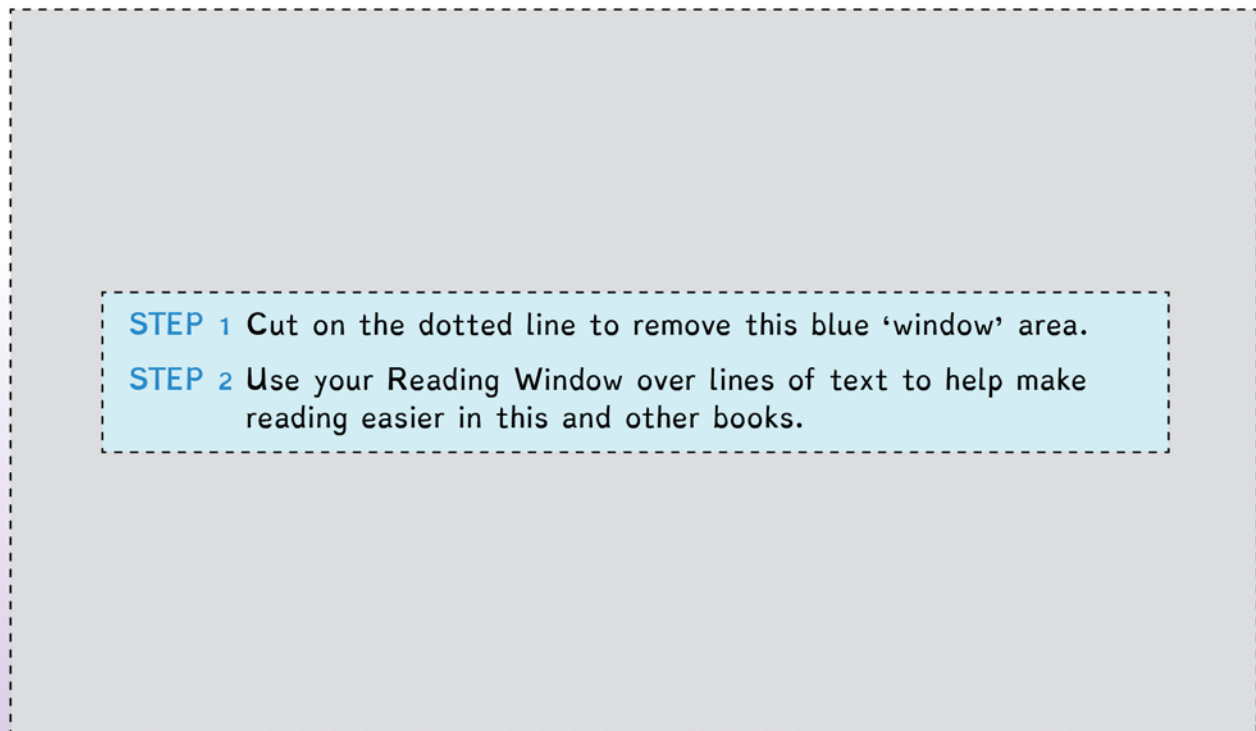 STEP 1 Cut on the dotted line to remove this blue ‘window’ area.
STEP 2 Use your Reading Window over lines of text to help make
reading easier in this and other books.